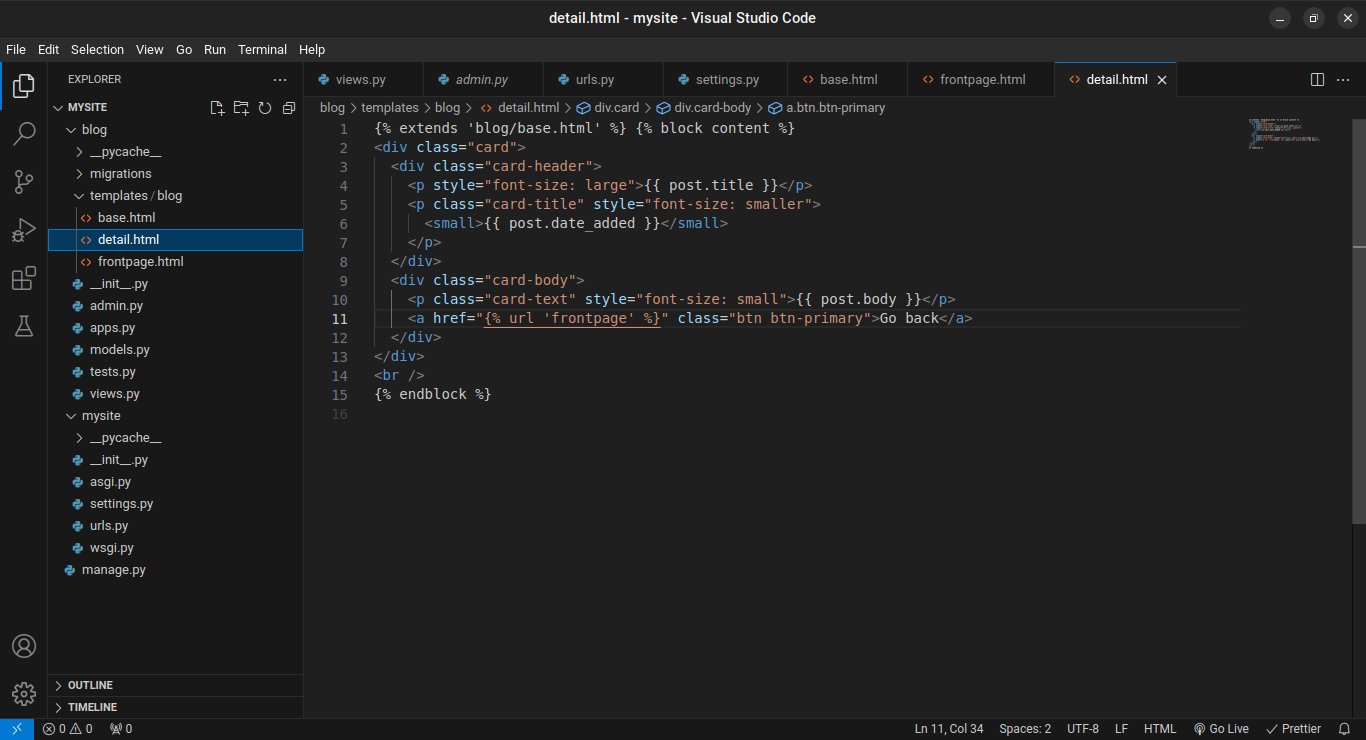 detail.html - mysite - Visual Studio Code
File Edit Selection View Go Run Terminal Help
EXPLORER
MYSITE
blog
__pycache__
migrations
templates / blog
base.html
detail.html
frontpage.html
__init__.py
admin.py
apps.py
models.py
tests.py
views.py
mysite
__pycache__
__init__.py
asgi.py
settings.py
urls.py
wsgi.py
manage.py
OUTLINE
TIMELINE
views.py admin.py urls.py settings.py base.html frontpage.html detail.html
blog > templates > blog > detail.html > div.card > div.card-body > a.btn.btn-primary
1 {% extends 'blog/base.html' %} {% block content %}
2 <div class="card">
3 <div class="card-header">
4 <p style="font-size: large">{{ post.title }}</p>
5 <p class="card-title" style="font-size: smaller">
6 <small>{{ post.date_added }}</small>
7 </p>
8 </div>
9 <div class="card-body">
10 <p class="card-text" style="font-size: small">{{ post.body }}</p>
11 <a href="{% url 'frontpage' %}" class="btn btn-primary">Go back</a>
12 </div>
13 </div>
14 <br />
15 {% endblock %}
16
0 0 0 Ln 11, Col 34 Spaces: 2 UTF-8 LF HTML Go Live Prettier